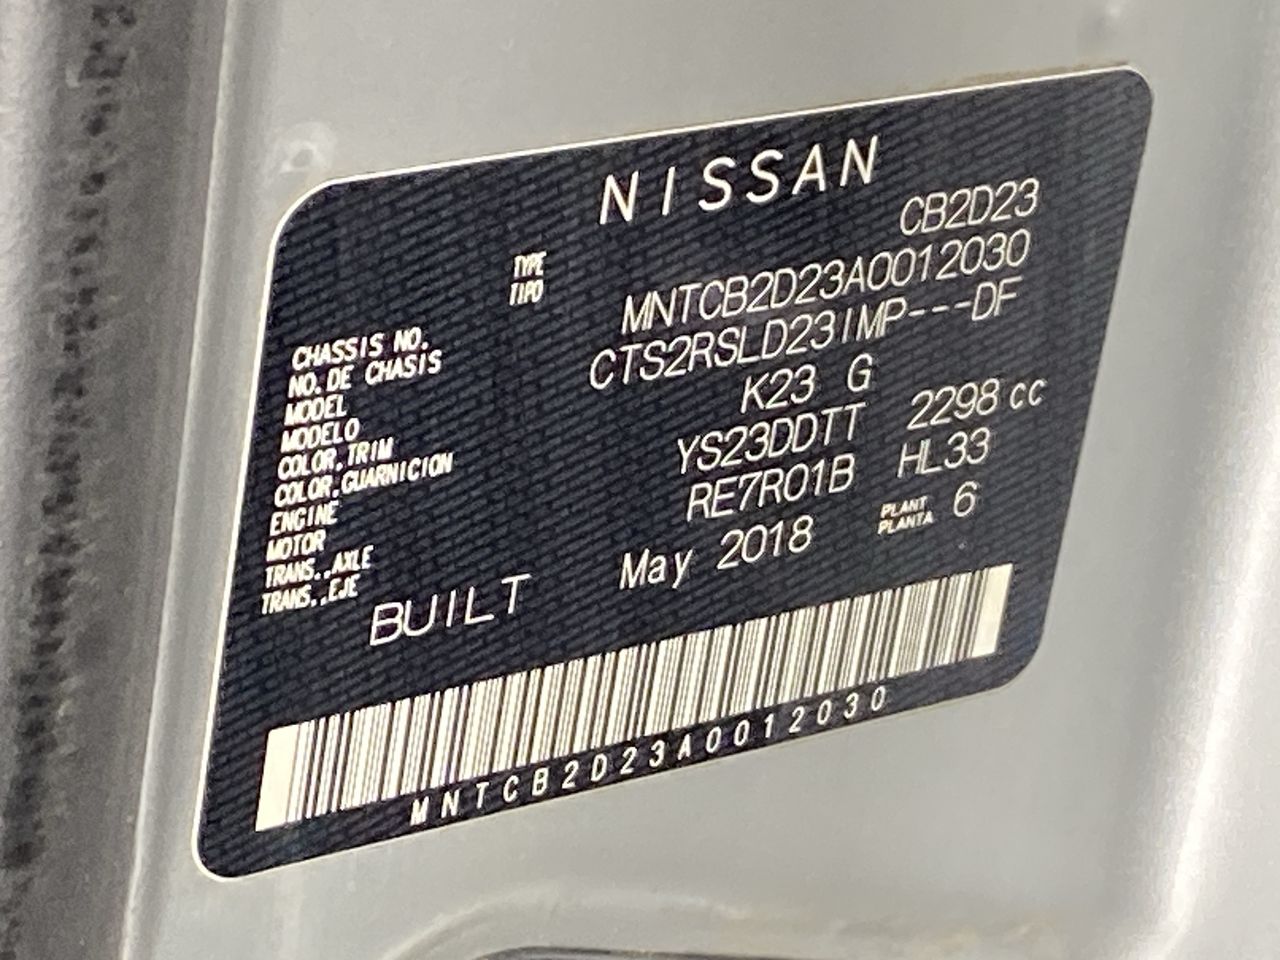 NISSAN
TYPE
TIPO
CB2D23
CHASSIS NO.
NO. DE CHASIS
MNTCB2D23A0012030
MODEL
MODELO
CTS2RSLD23IMP---DF
COLOR, TRIM
COLOR, GUARNICION
K23 G
ENGINE
MOTOR
YS23DDTT 2298 cc
TRANS., AXLE
TRANS., EJE
RE7R01B HL33
BUILT May 2018
PLANT
PLANTA
6
MNTCB2D23A0012030